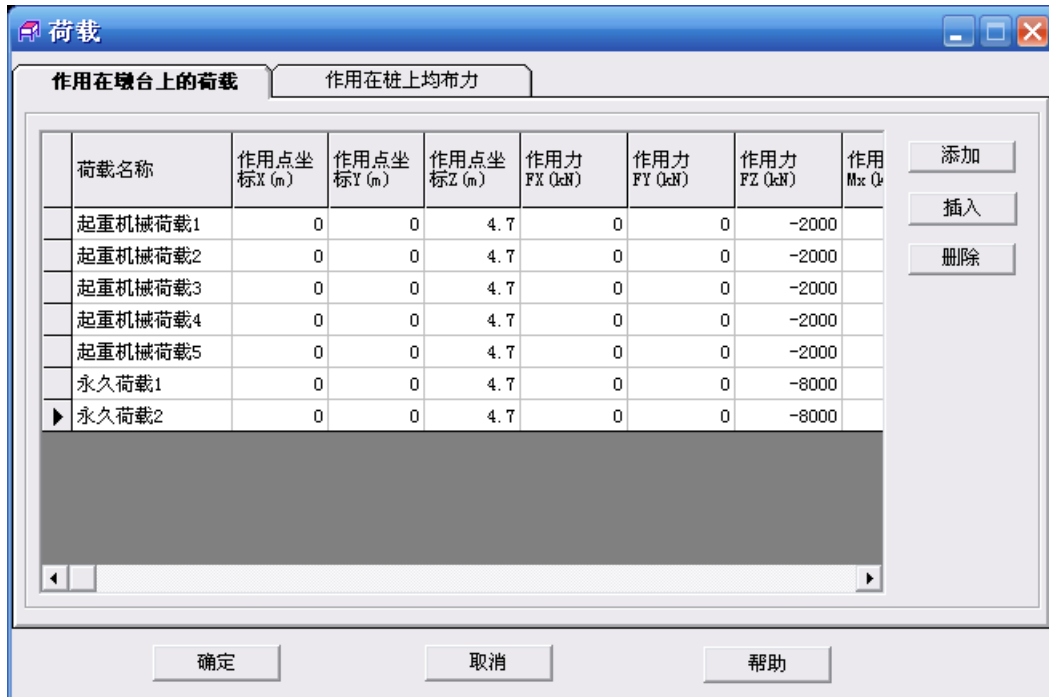 荷载
作用在墩台上的荷载 作用在桩上均布力
荷载名称 作用点坐标X(m) 作用点坐标Y(m) 作用点坐标Z(m) 作用力FX(kN) 作用力FY(kN) 作用力FZ(kN) 作用Mx(k
起重机械荷载1 0 0 4.7 0 0 -2000
起重机械荷载2 0 0 4.7 0 0 -2000
起重机械荷载3 0 0 4.7 0 0 -2000
起重机械荷载4 0 0 4.7 0 0 -2000
起重机械荷载5 0 0 4.7 0 0 -2000
永久荷载1 0 0 4.7 0 0 -8000
永久荷载2 0 0 4.7 0 0 -8000
添加
插入
删除
确定 取消 帮助